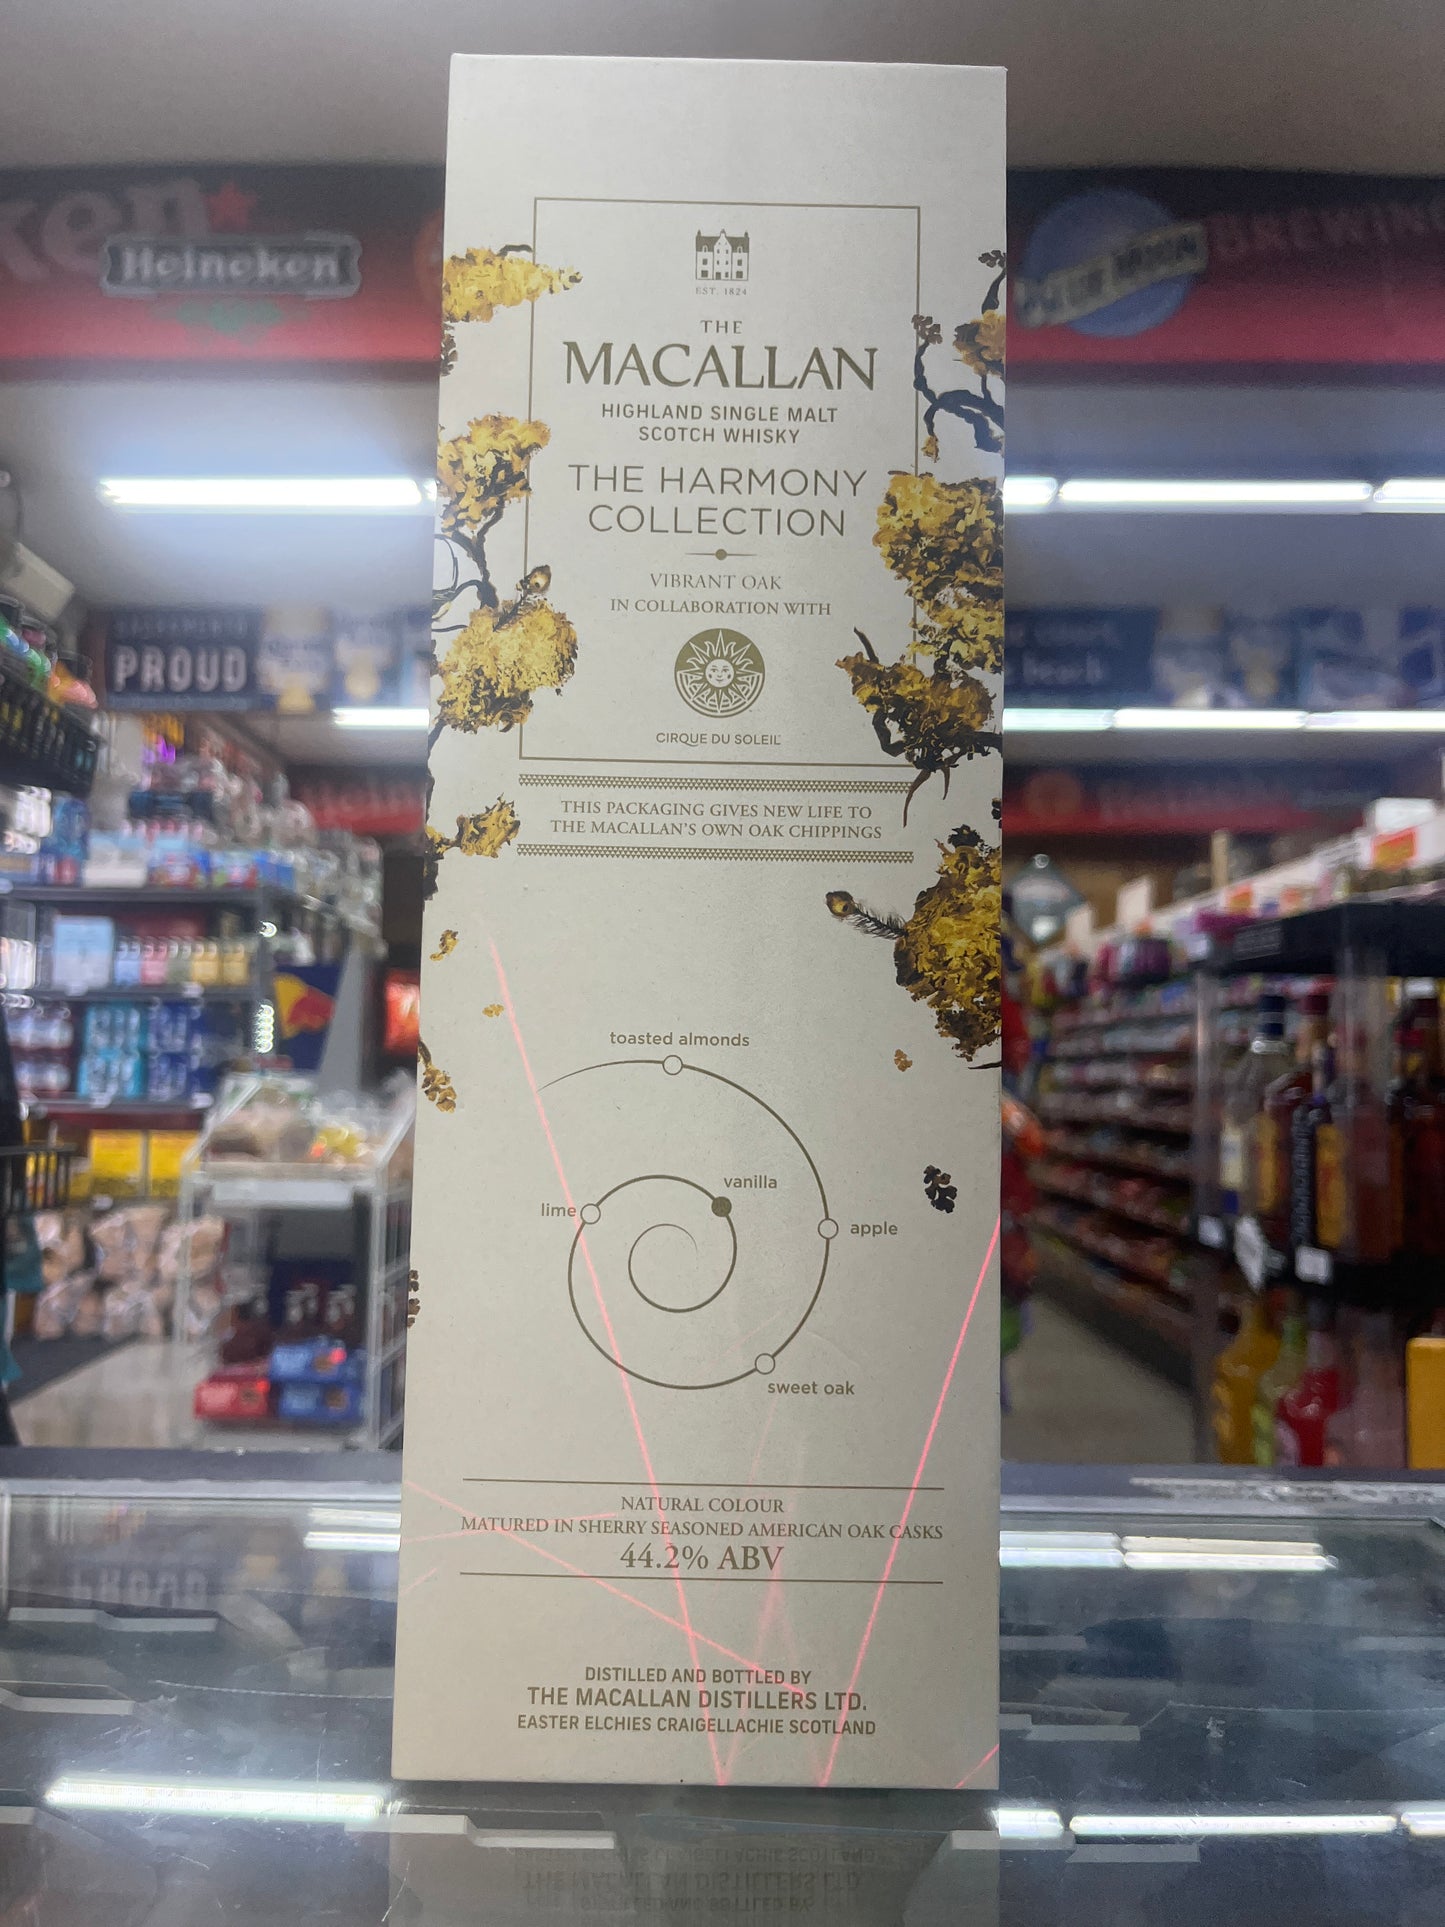 Heineken
BREWING
BLUE MOON
PROUD
EST. 1824
THE
MACALLAN
HIGHLAND SINGLE MALT
SCOTCH WHISKY
THE HARMONY
COLLECTION
VIBRANT OAK
IN COLLABORATION WITH
CIRQUE DU SOLEIL
THIS PACKAGING GIVES NEW LIFE TO
THE MACALLAN'S OWN OAK CHIPPINGS
toasted almonds
vanilla
lime
apple
sweet oak
NATURAL COLOUR
MATURED IN SHERRY SEASONED AMERICAN OAK CASKS
44.2% ABV
DISTILLED AND BOTTLED BY
THE MACALLAN DISTILLERS LTD.
EASTER ELCHIES CRAIGELLACHIE SCOTLAND